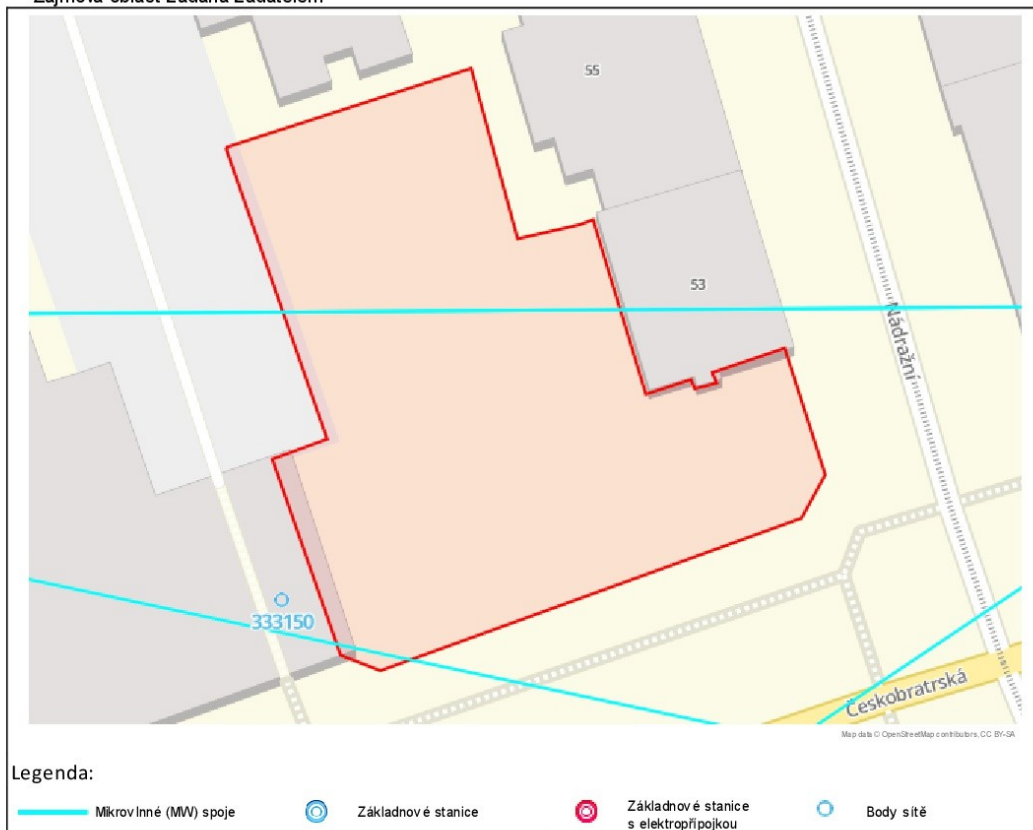 Zájmová oblast zadaná žadatelem
55
53
Nádražní
333150
Českobratrská
Map data © OpenStreetMap contributors, CC BY-SA
Legenda:
Mikrovlnné (MW) spoje
Základnové stanice
Základnové stanice
s elektropřípojkou
Body sítě